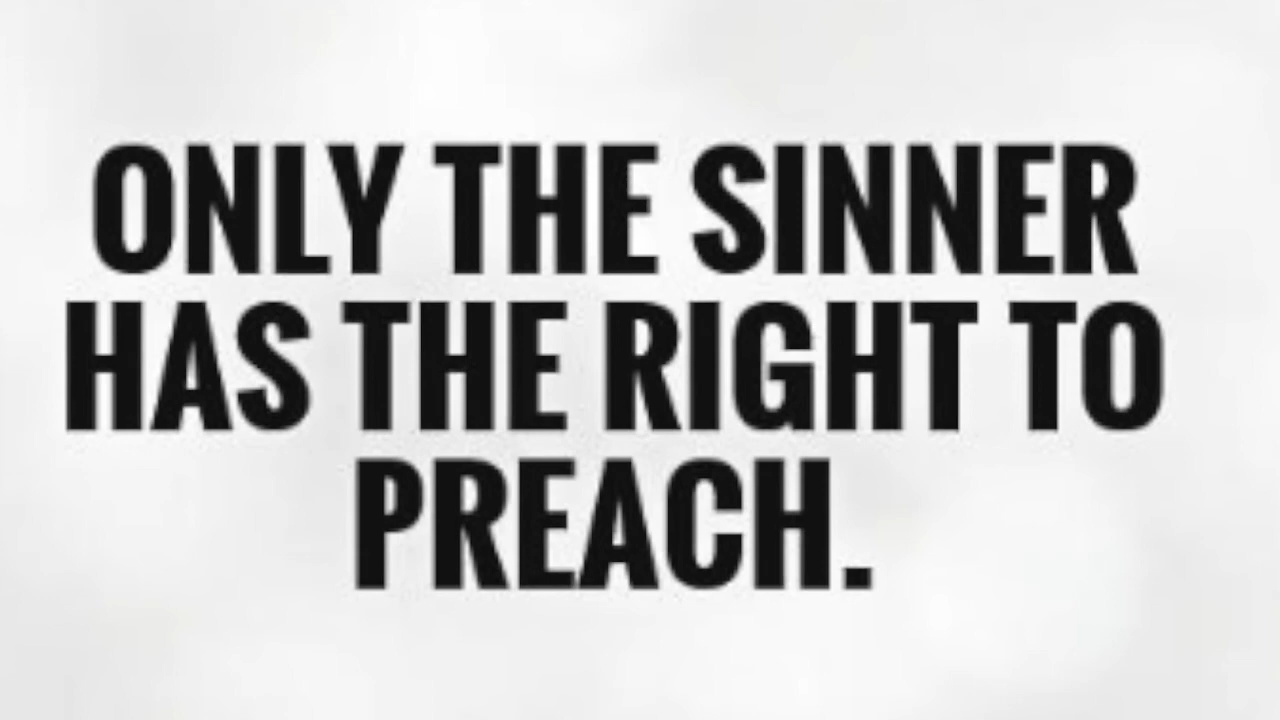 ONLY THE SINNER
HAS THE RIGHT TO
PREACH.